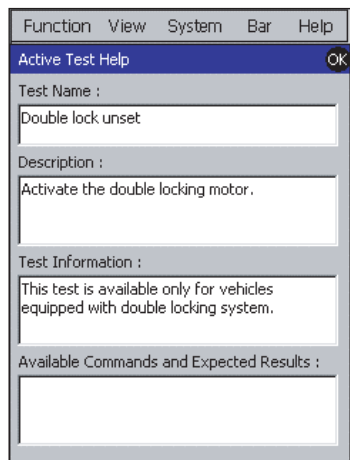 Function View System Bar Help
Active Test Help OK
Test Name :
Double lock unset
Description :
Activate the double locking motor.
Test Information :
This test is available only for vehicles
equipped with double locking system.
Available Commands and Expected Results :